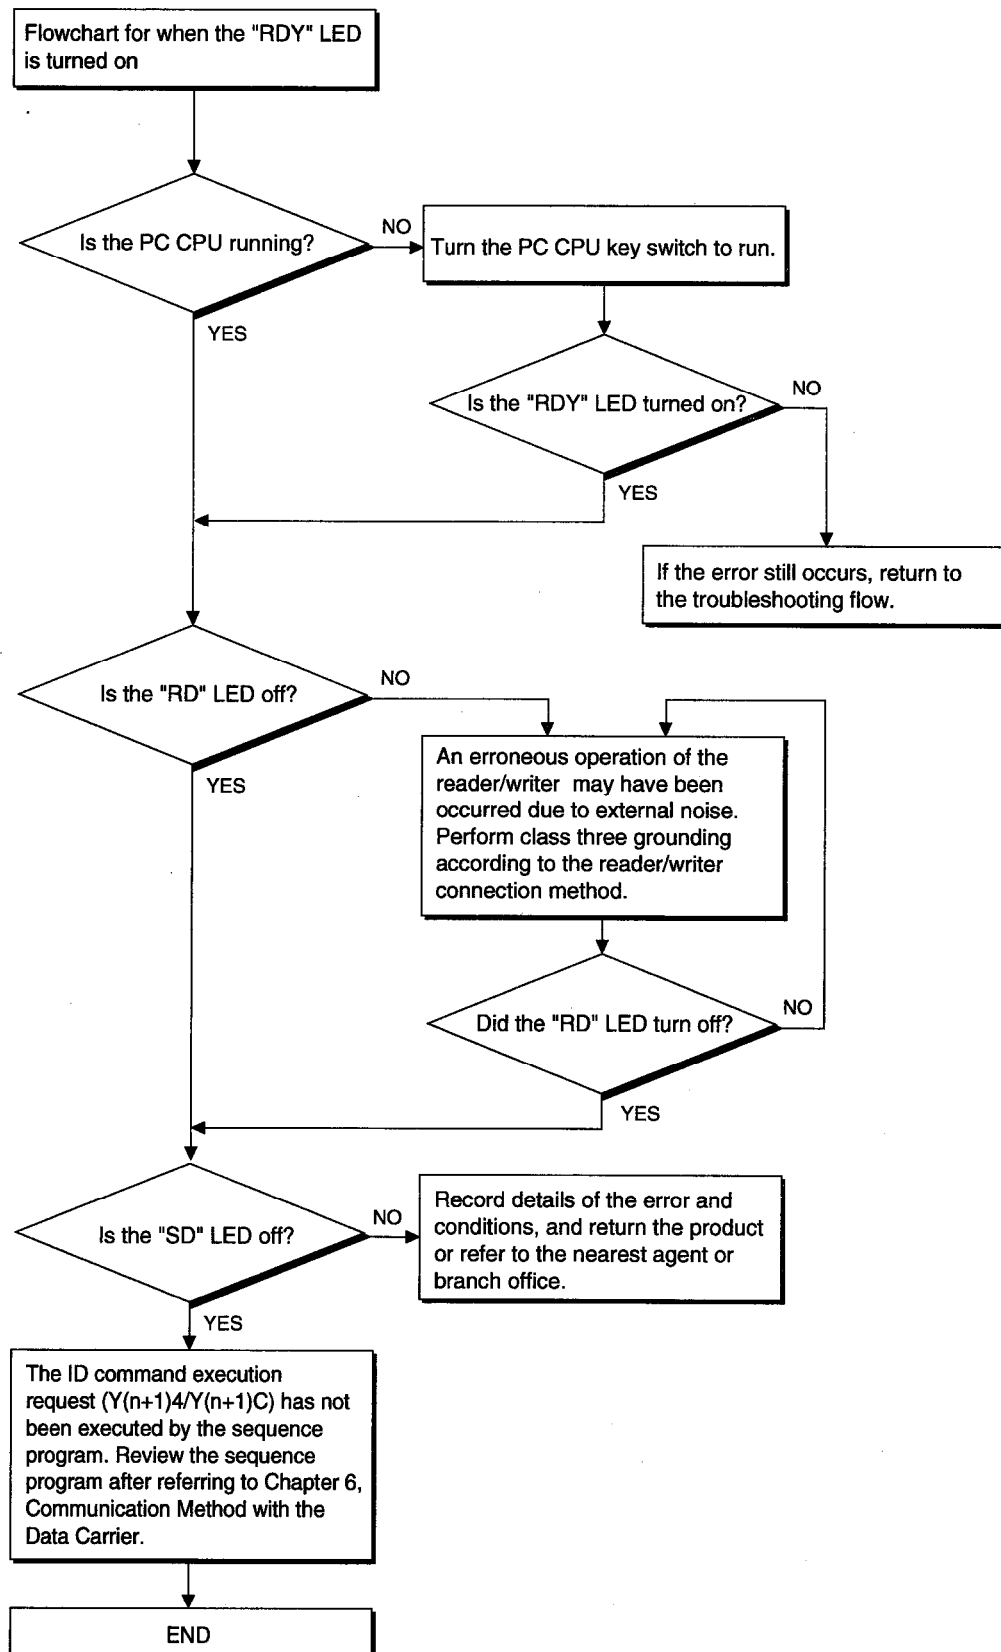 Flowchart for when the "RDY" LED
is turned on
Is the PC CPU running?
NO
Turn the PC CPU key switch to run.
YES
Is the "RDY" LED turned on?
NO
YES
If the error still occurs, return to
the troubleshooting flow.
Is the "RD" LED off?
NO
YES
An erroneous operation of the
reader/writer may have been
occurred due to external noise.
Perform class three grounding
according to the reader/writer
connection method.
Did the "RD" LED turn off?
NO
YES
Is the "SD" LED off?
NO
Record details of the error and
conditions, and return the product
or refer to the nearest agent or
branch office.
YES
The ID command execution
request (Y(n+1)4/Y(n+1)C) has not
been executed by the sequence
program. Review the sequence
program after referring to Chapter 6,
Communication Method with the
Data Carrier.
END